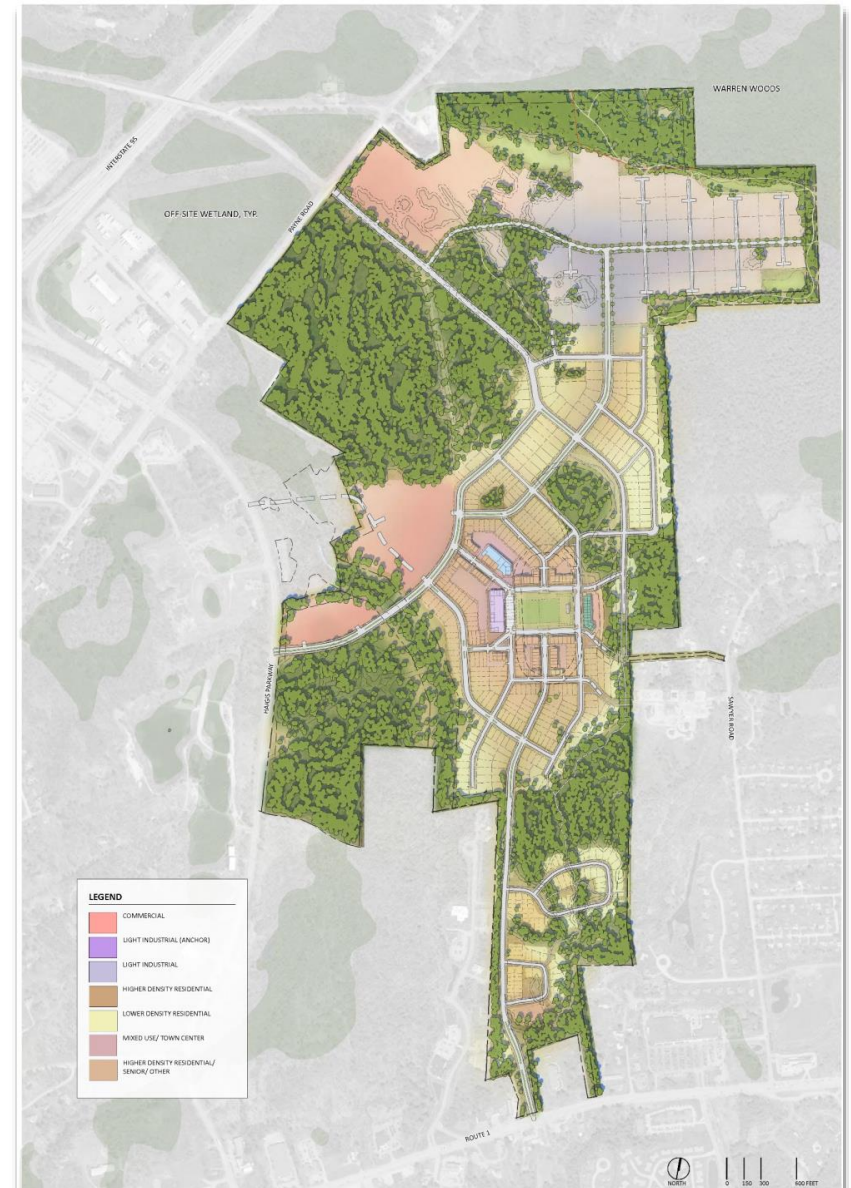 WARREN WOODS
INTERSTATE 95
OFF-SITE WETLAND, TYP.
PAYNE ROAD
HAIGIS PARKWAY
SAWYER ROAD
LEGEND
COMMERCIAL
LIGHT INDUSTRIAL (ANCHOR)
LIGHT INDUSTRIAL
HIGHER DENSITY RESIDENTIAL
LOWER DENSITY RESIDENTIAL
MIXED USE/ TOWN CENTER
HIGHER DENSITY RESIDENTIAL/
SENIOR/ OTHER
ROUTE 1
NORTH
0 150 300 600 FEET